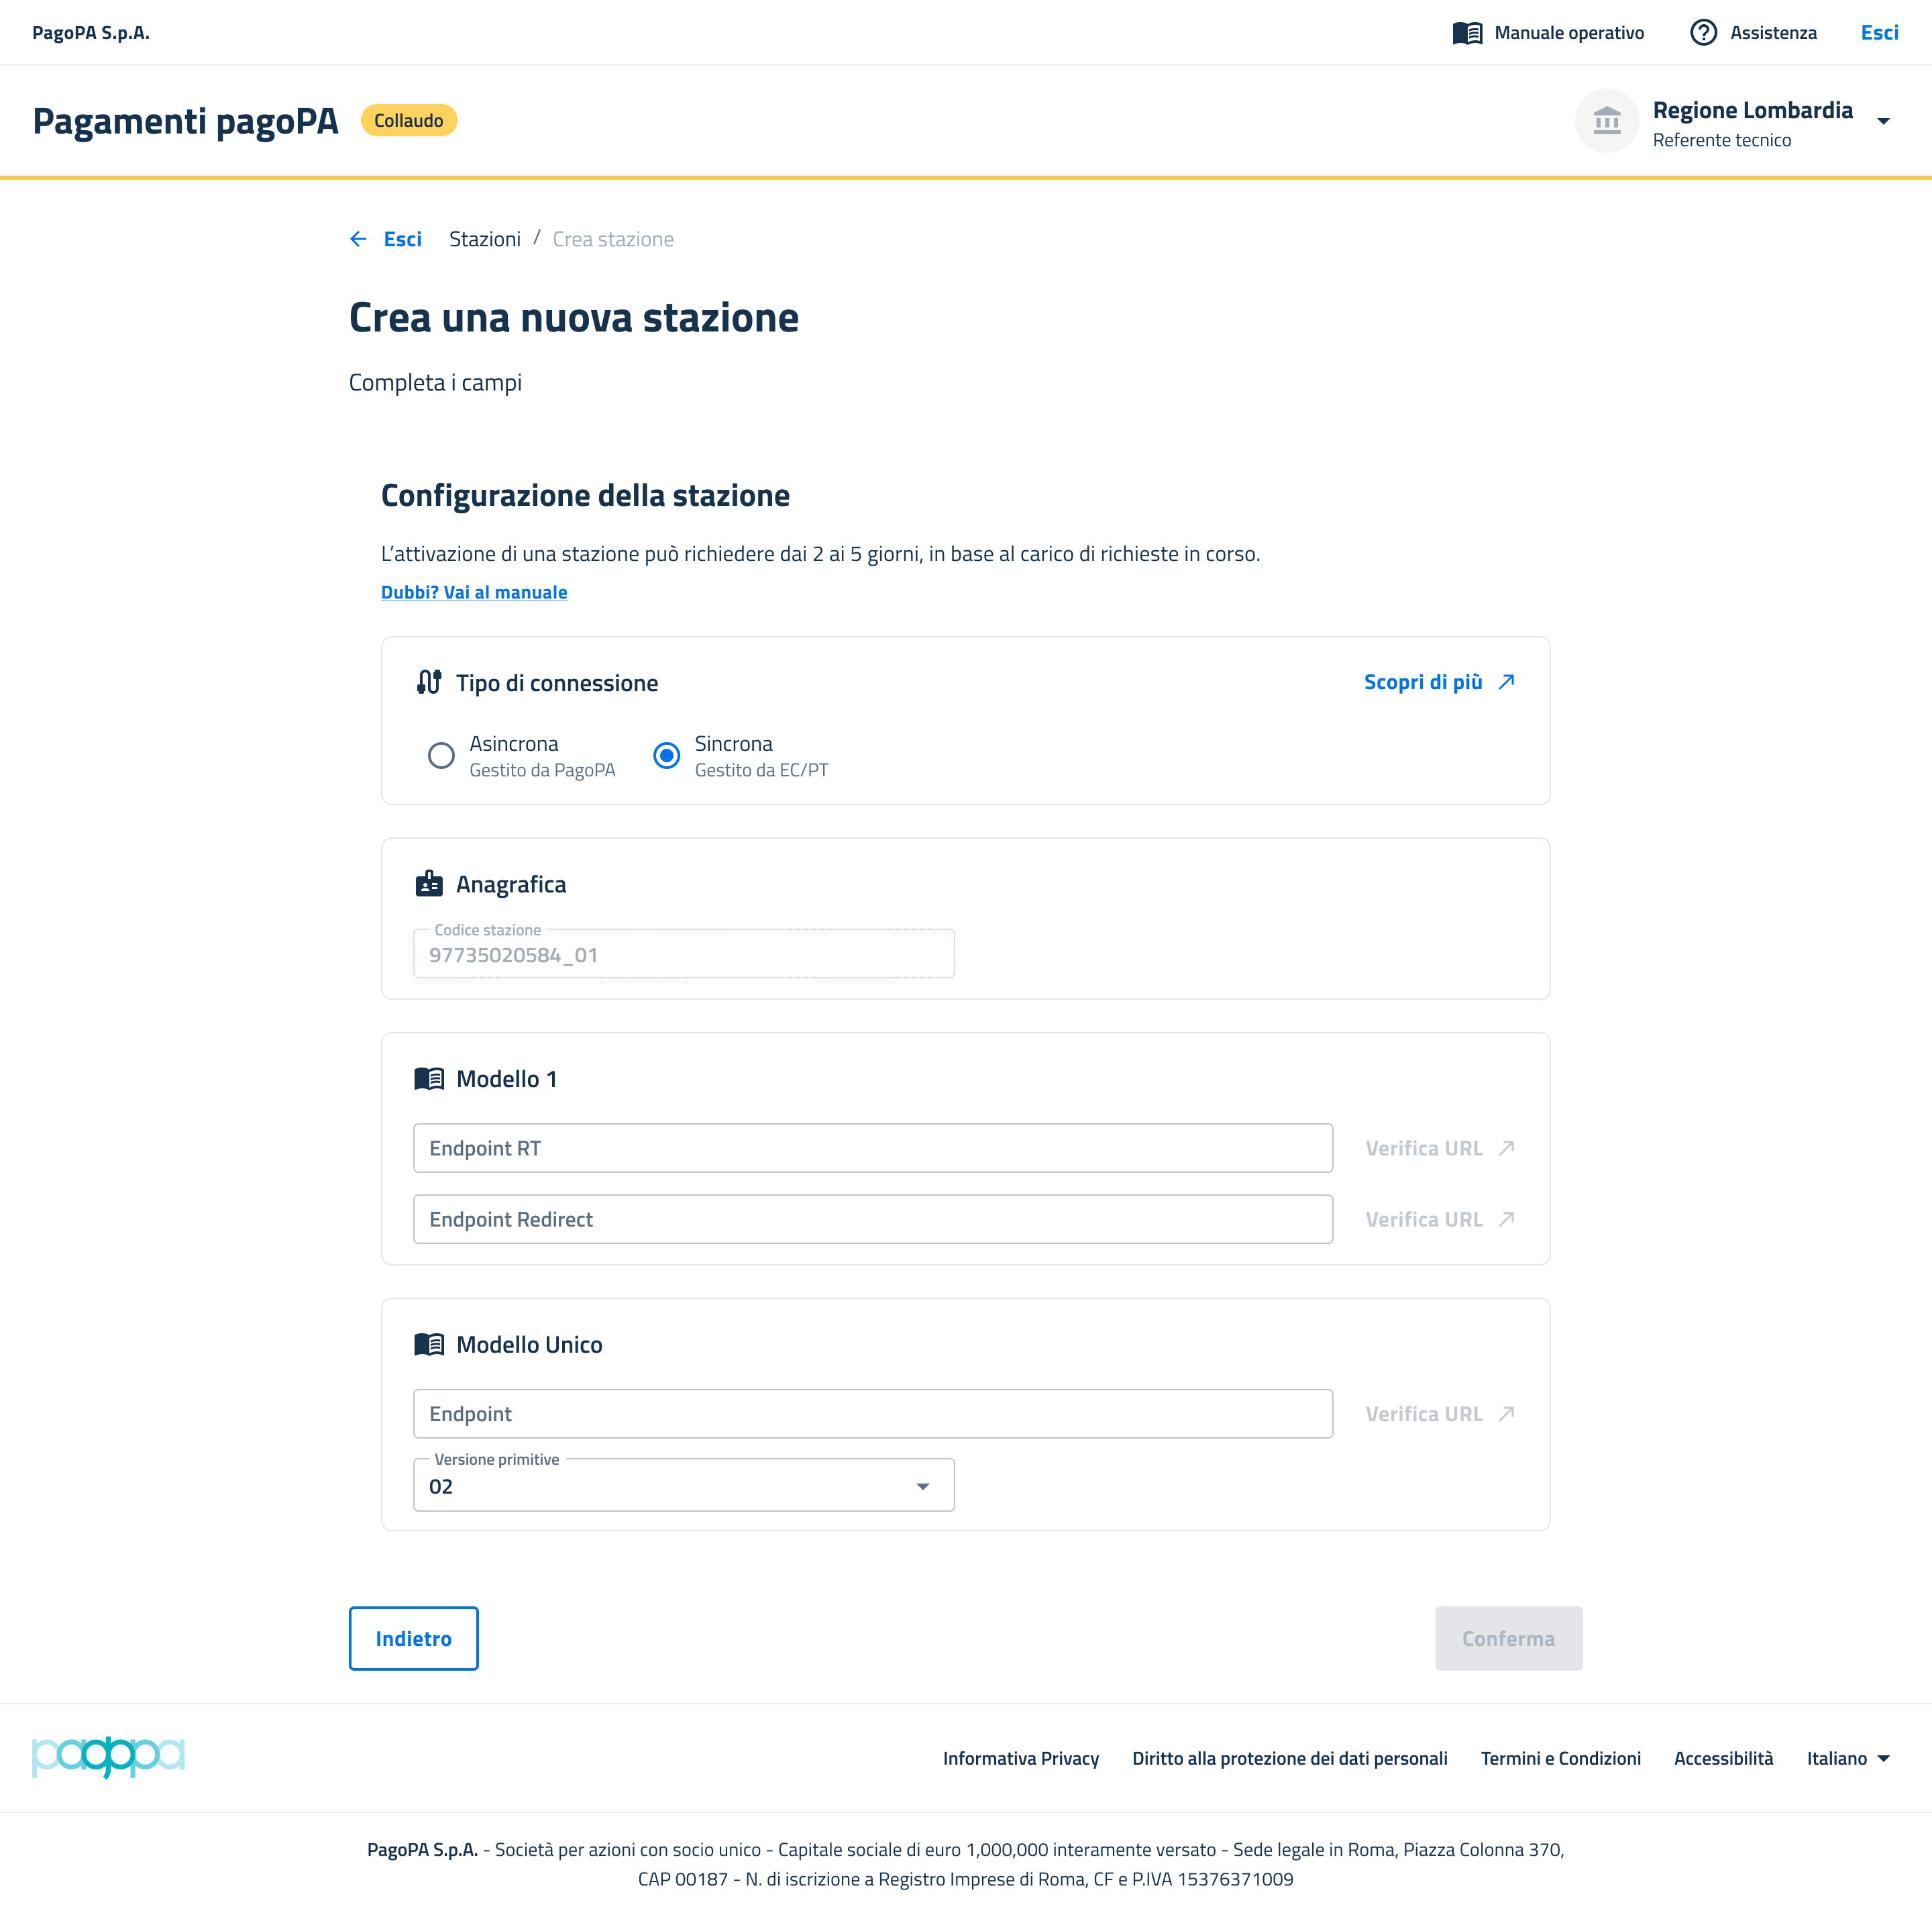 PagoPA S.p.A.
Manuale operativo
Assistenza
Esci
Pagamenti pagoPA
Collaudo
Regione Lombardia
Referente tecnico
Esci
Stazioni / Crea stazione
Crea una nuova stazione
Completa i campi
Configurazione della stazione
L’attivazione di una stazione può richiedere dai 2 ai 5 giorni, in base al carico di richieste in corso.
Dubbi? Vai al manuale
Tipo di connessione
Scopri di più
Asincrona
Gestito da PagoPA
Sincrona
Gestito da EC/PT
Anagrafica
Codice stazione
97735020584_01
Modello 1
Endpoint RT
Verifica URL
Endpoint Redirect
Verifica URL
Modello Unico
Endpoint
Verifica URL
Versione primitive
02
Indietro
Conferma
pagopa
Informativa Privacy
Diritto alla protezione dei dati personali
Termini e Condizioni
Accessibilità
Italiano
PagoPA S.p.A. - Società per azioni con socio unico - Capitale sociale di euro 1,000,000 interamente versato - Sede legale in Roma, Piazza Colonna 370,
CAP 00187 - N. di iscrizione a Registro Imprese di Roma, CF e P.IVA 15376371009